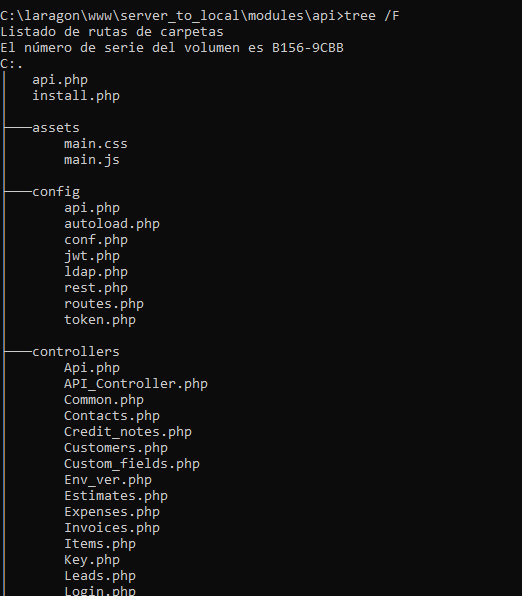 C:\laragon\www\server_to_local\modules\api>tree /F
Listado de rutas de carpetas
El número de serie del volumen es B156-9CBB
C:.
│   api.php
│   install.php
│
├───assets
│       main.css
│       main.js
│
├───config
│       api.php
│       autoload.php
│       conf.php
│       jwt.php
│       ldap.php
│       rest.php
│       routes.php
│       token.php
│
├───controllers
│       Api.php
│       API_Controller.php
│       Common.php
│       Contacts.php
│       Credit_notes.php
│       Customers.php
│       Custom_fields.php
│       Env_ver.php
│       Estimates.php
│       Expenses.php
│       Invoices.php
│       Items.php
│       Key.php
│       Leads.php
│       Login.php